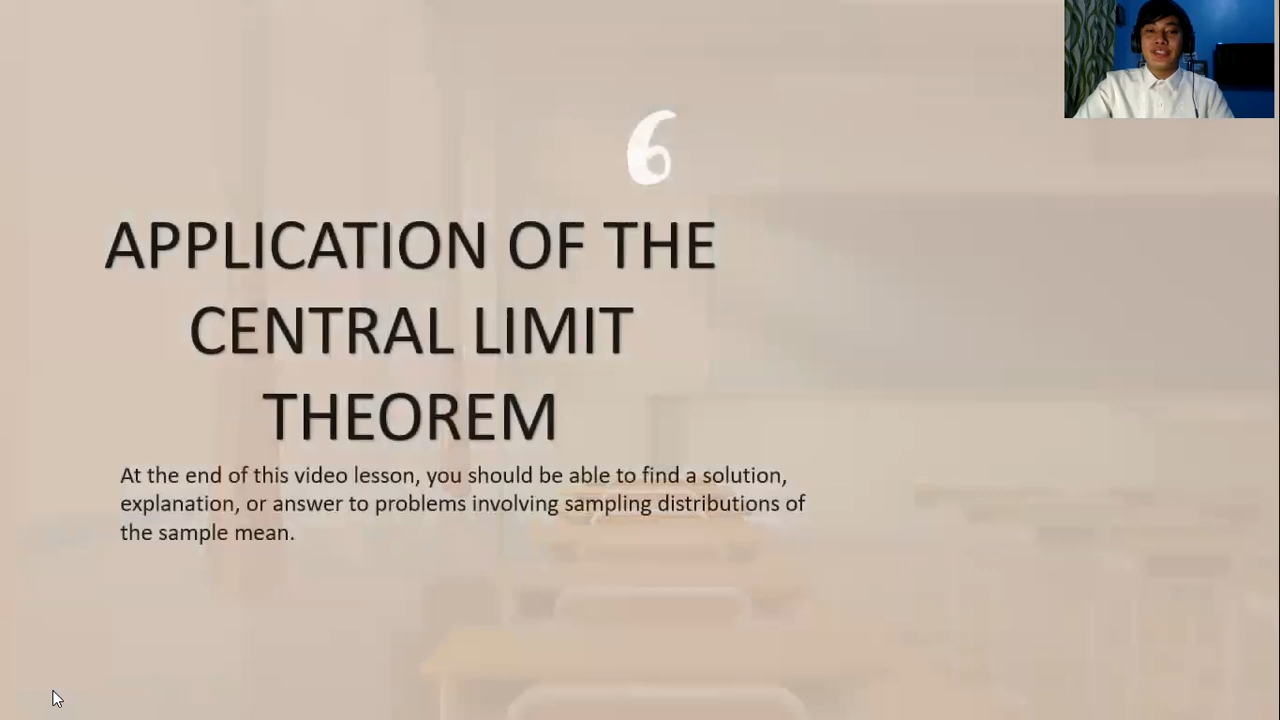 6
APPLICATION OF THE
CENTRAL LIMIT
THEOREM
At the end of this video lesson, you should be able to find a solution,
explanation, or answer to problems involving sampling distributions of
the sample mean.